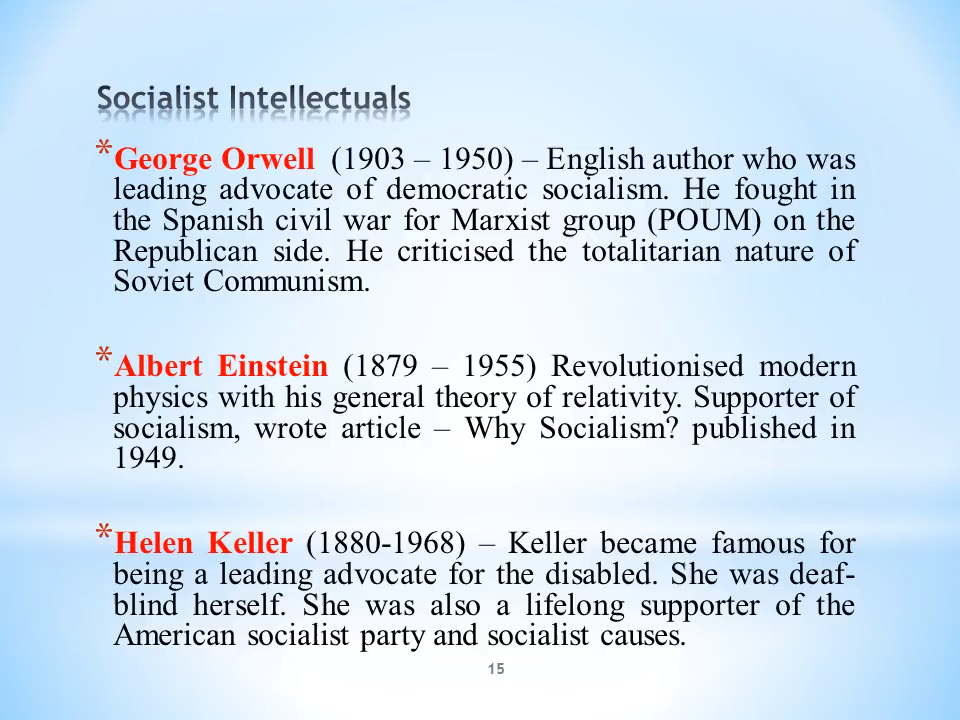 Socialist Intellectuals
* George Orwell (1903 – 1950) – English author who was
leading advocate of democratic socialism. He fought in
the Spanish civil war for Marxist group (POUM) on the
Republican side. He criticised the totalitarian nature of
Soviet Communism.
* Albert Einstein (1879 – 1955) Revolutionised modern
physics with his general theory of relativity. Supporter of
socialism, wrote article – Why Socialism? published in
1949.
* Helen Keller (1880-1968) – Keller became famous for
being a leading advocate for the disabled. She was deaf-
blind herself. She was also a lifelong supporter of the
American socialist party and socialist causes.
15